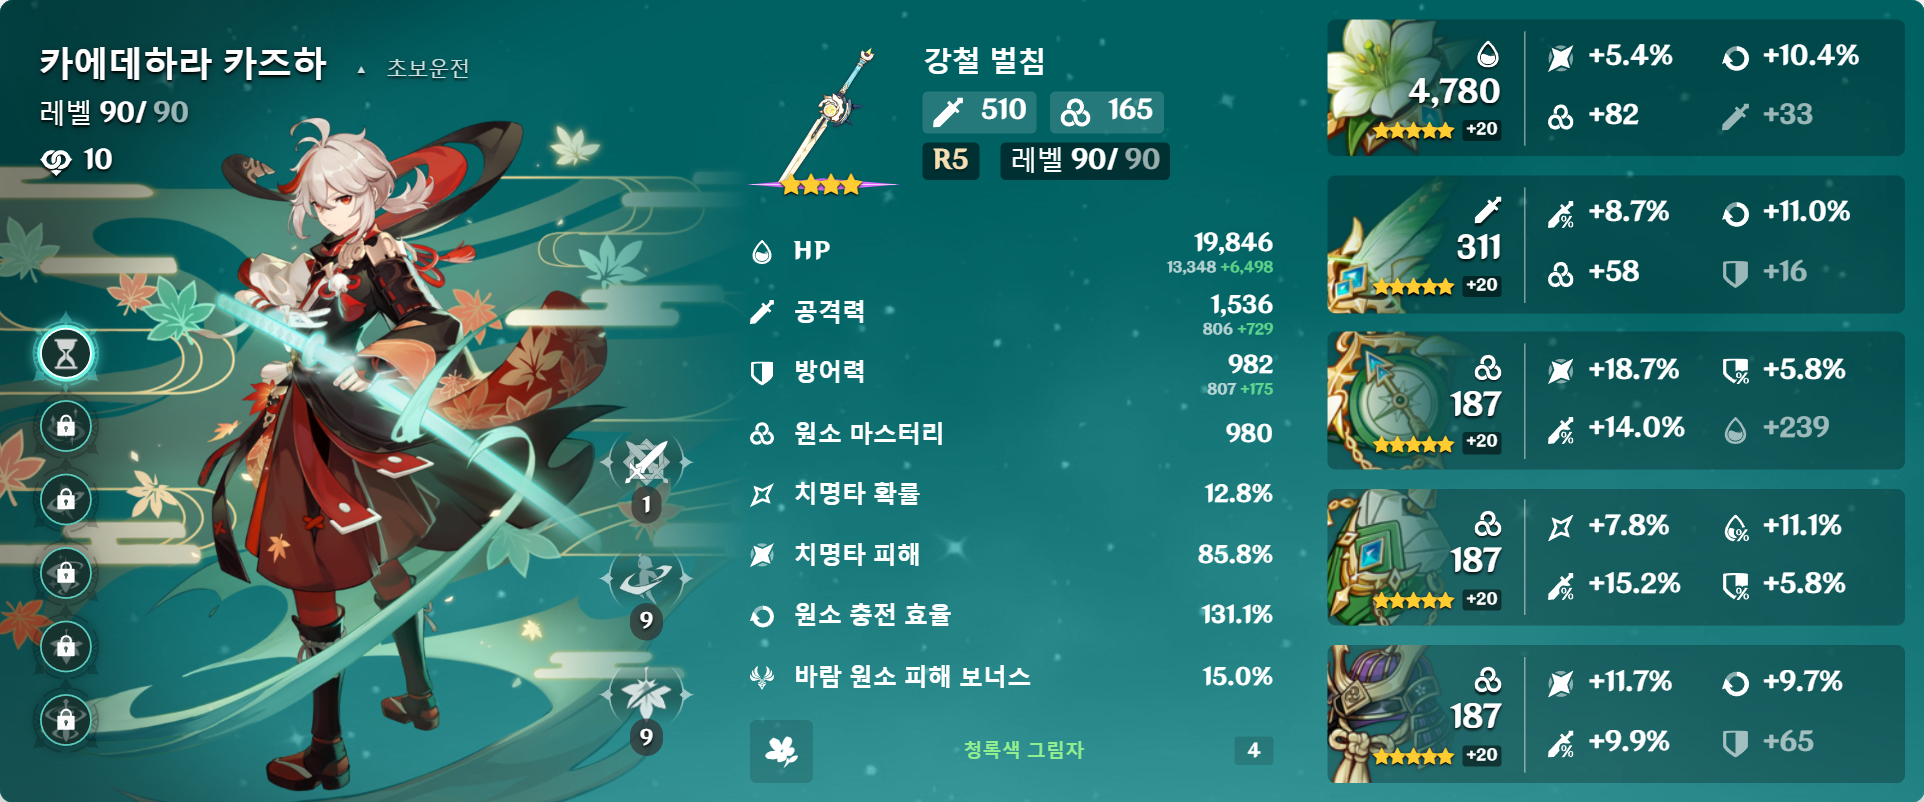 카에데하라 카즈하 ▲ 초보운전
레벨 90/ 90
10
1
9
9
강철 벌침
510 165
R5 레벨 90/ 90
HP 19,846
13,348 +6,498
공격력 1,536
806 +729
방어력 982
807 +175
원소 마스터리 980
치명타 확률 12.8%
치명타 피해 85.8%
원소 충전 효율 131.1%
바람 원소 피해 보너스 15.0%
청록색 그림자 4
4,780
+20
+5.4% +10.4%
+82 +33
311
+20
+8.7% +11.0%
+58 +16
187
+20
+18.7% +5.8%
+14.0% +239
187
+20
+7.8% +11.1%
+15.2% +5.8%
187
+20
+11.7% +9.7%
+9.9% +65